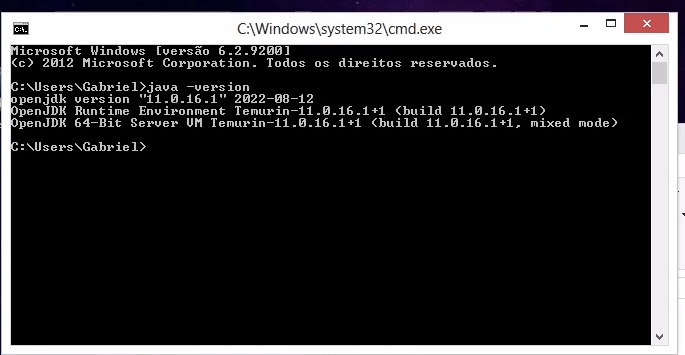 C:\Windows\system32\cmd.exe
Microsoft Windows [versão 6.2.9200]
(c) 2012 Microsoft Corporation. Todos os direitos reservados.
C:\Users\Gabriel>java -version
openjdk version "11.0.16.1" 2022-08-12
OpenJDK Runtime Environment Temurin-11.0.16.1+1 (build 11.0.16.1+1)
OpenJDK 64-Bit Server VM Temurin-11.0.16.1+1 (build 11.0.16.1+1, mixed mode)
C:\Users\Gabriel>